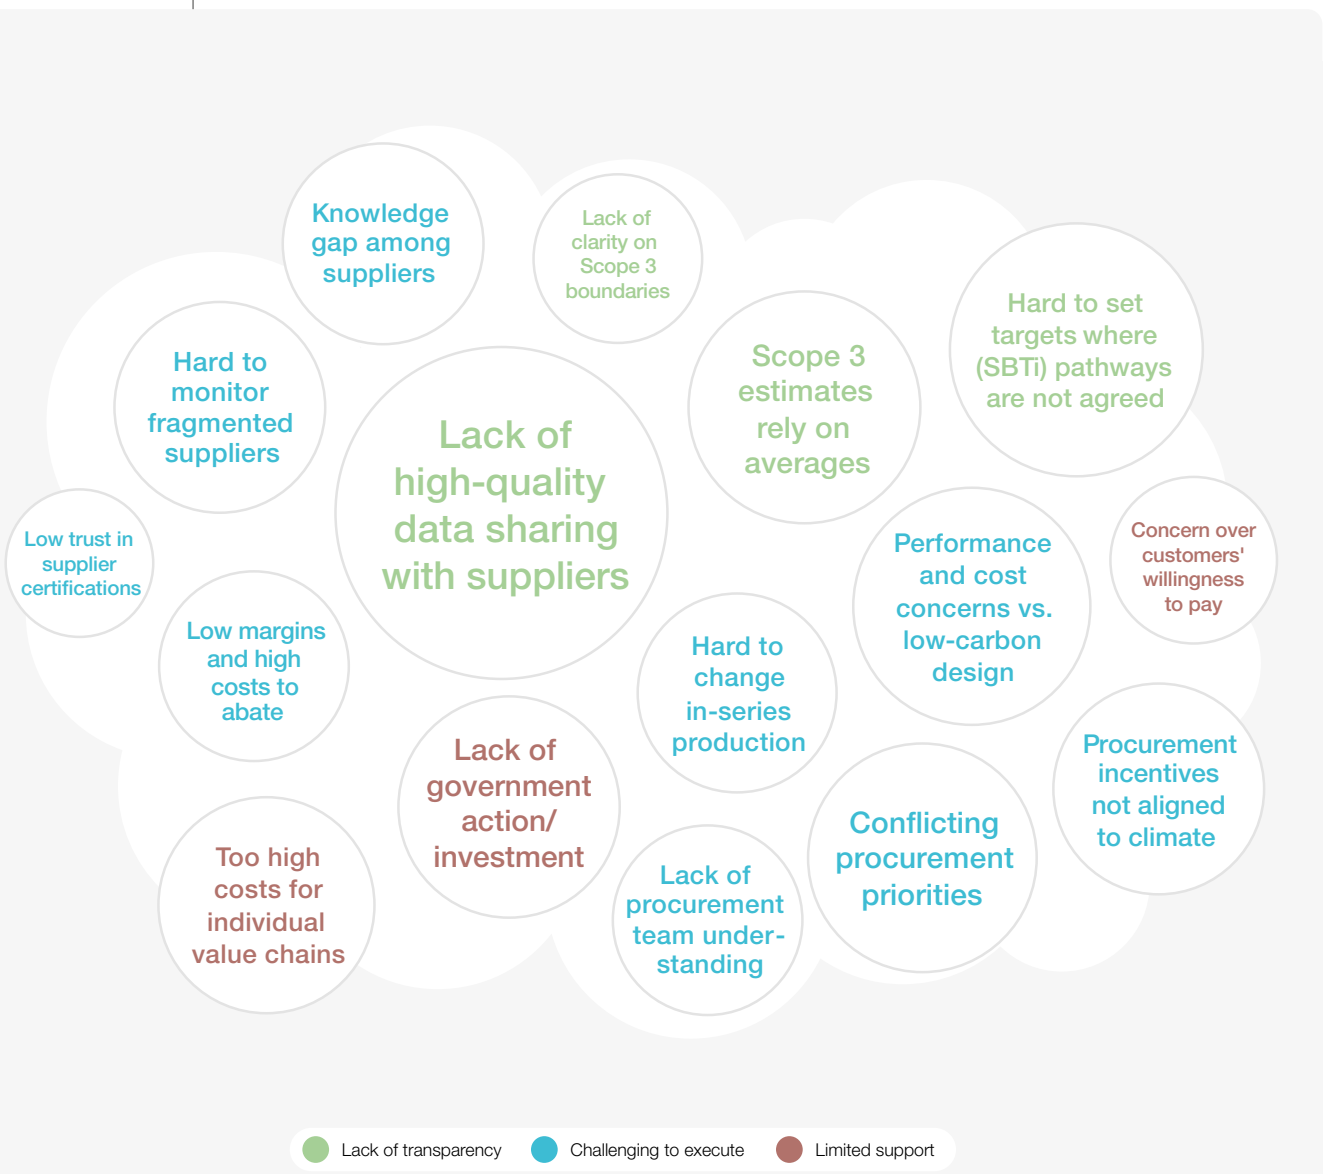 Knowledge
gap among
suppliers
Lack of
clarity on
Scope 3
boundaries
Hard to set
targets where
(SBTi) pathways
are not agreed
Scope 3
estimates
rely on
averages
Hard to
monitor
fragmented
suppliers
Lack of
high-quality
data sharing
with suppliers
Low trust in
supplier
certifications
Performance
and cost
concerns vs.
low-carbon
design
Concern over
customers'
willingness
to pay
Low margins
and high
costs to
abate
Hard to
change
in-series
production
Lack of
government
action/
investment
Procurement
incentives
not aligned
to climate
Conflicting
procurement
priorities
Too high
costs for
individual
value chains
Lack of
procurement
team under-
standing
Lack of transparency
Challenging to execute
Limited support